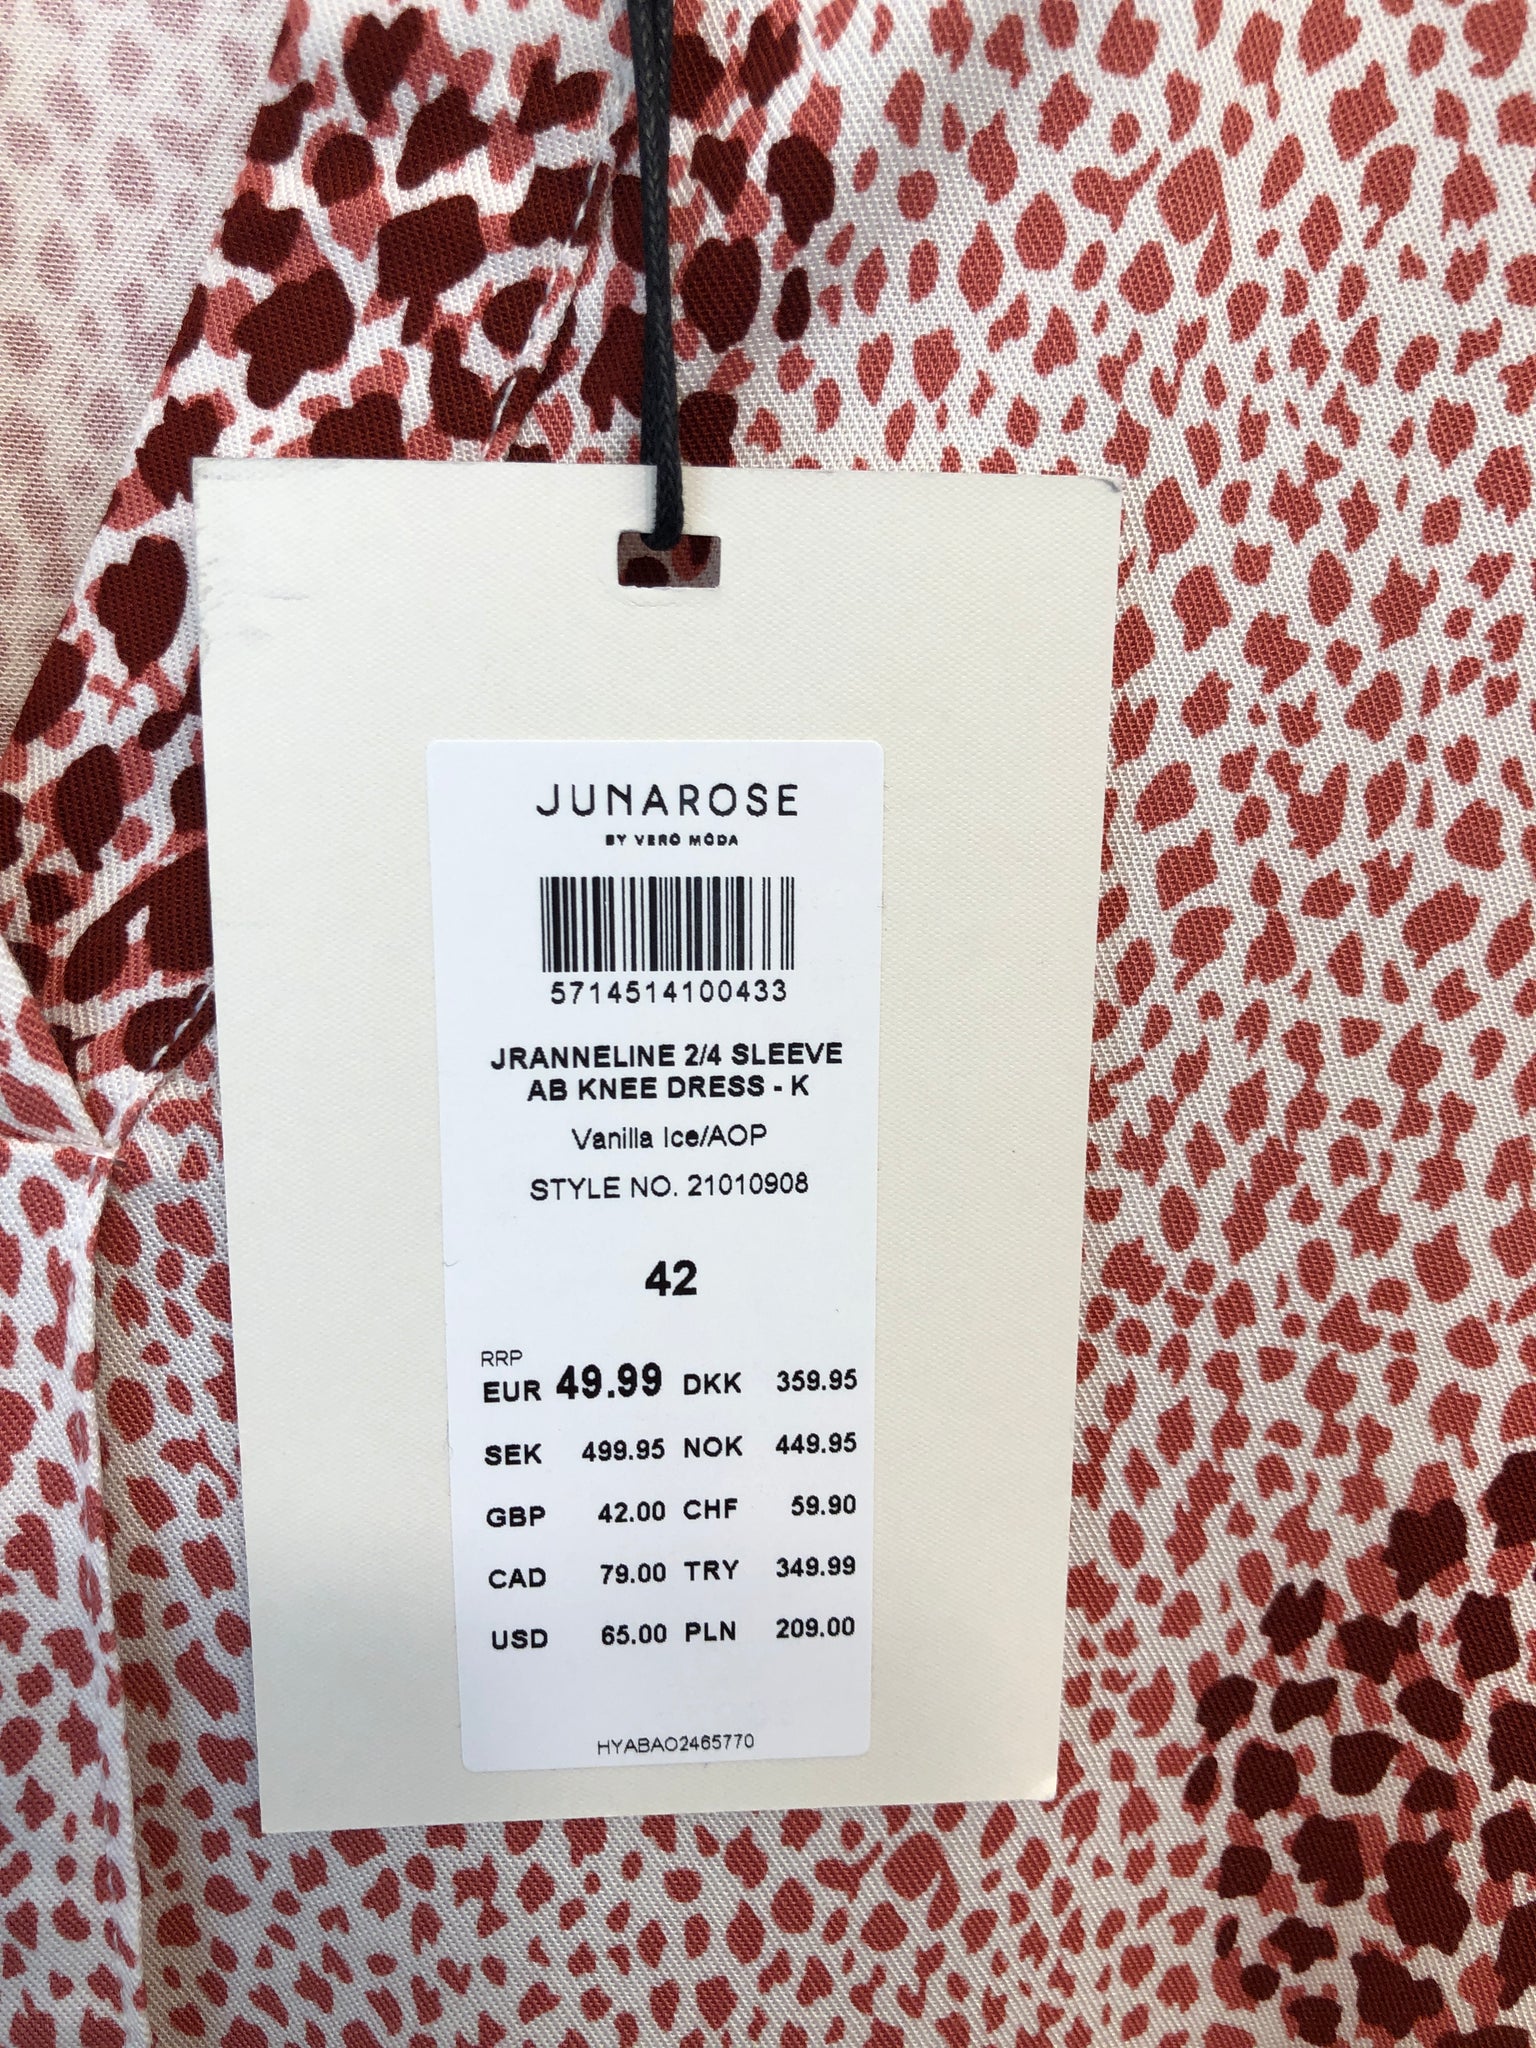 JUNAROSE
BY VERO MODA
5714514100433
JRANNELINE 2/4 SLEEVE
AB KNEE DRESS - K
Vanilla Ice/AOP
STYLE NO. 21010908
42
RRP
EUR 49.99 DKK 359.95
SEK 499.95 NOK 449.95
GBP 42.00 CHF 59.90
CAD 79.00 TRY 349.99
USD 65.00 PLN 209.00
HYABAO2465770